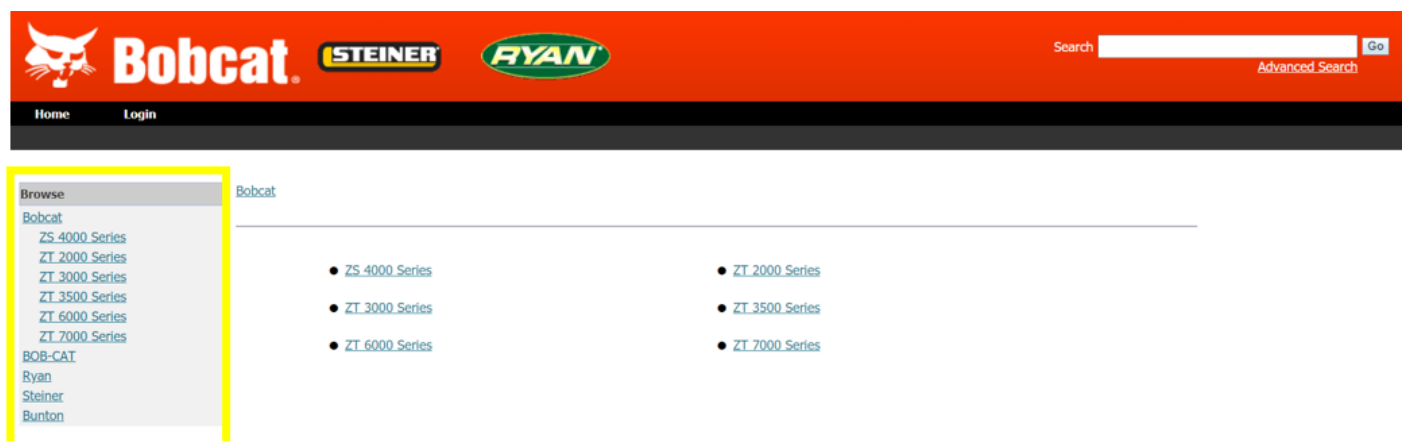 Bobcat.
STEINER
RYAN
Search
Go
Advanced Search
Home Login
Browse
Bobcat
ZS 4000 Series
ZT 2000 Series
ZT 3000 Series
ZT 3500 Series
ZT 6000 Series
ZT 7000 Series
BOB-CAT
Ryan
Steiner
Bunton
Bobcat
ZS 4000 Series ZT 2000 Series
ZT 3000 Series ZT 3500 Series
ZT 6000 Series ZT 7000 Series